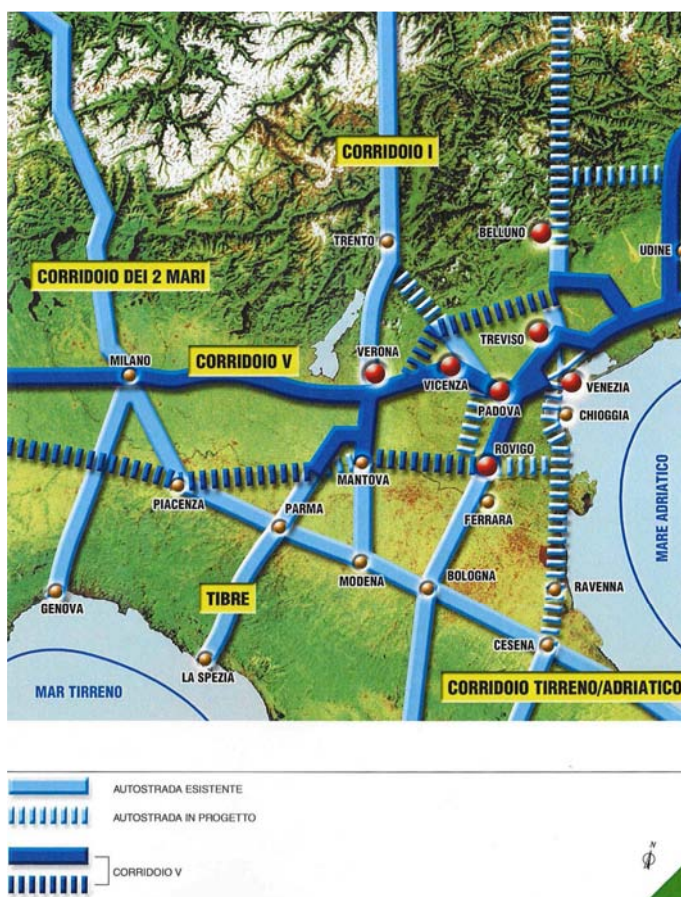 CORRIDOIO I
TRENTO
BELLUNO
UDINE
CORRIDOIO DEI 2 MARI
TREVISO
MILANO
CORRIDOIO V
VERONA
VICENZA
VENEZIA
PADOVA
CHIOGGIA
ROVIGO
MANTOVA
PIACENZA
PARMA
FERRARA
MARE ADRIATICO
MODENA
BOLOGNA
RAVENNA
GENOVA
TIBRE
CESENA
LA SPEZIA
MAR TIRRENO
CORRIDOIO TIRRENO/ADRIATICO
AUTOSTRADA ESISTENTE
AUTOSTRADA IN PROGETTO
CORRIDOIO V
N